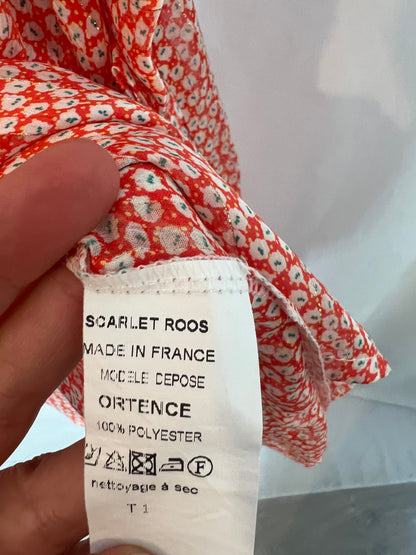 SCARLET ROOS
MADE IN FRANCE
MODELE DEPOSE
ORTENCE
100% POLYESTER
F
nettoyage à sec
T 1